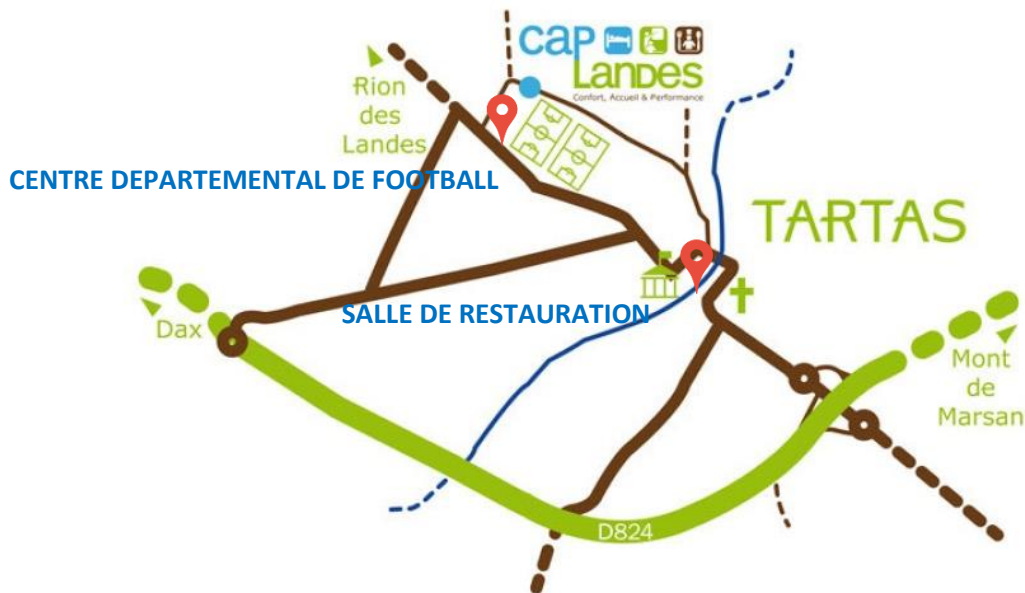 cap
Landes
Confort, Accueil & Performance
Rion
des
Landes
CENTRE DEPARTEMENTAL DE FOOTBALL
TARTAS
SALLE DE RESTAURATION
Dax
Mont
de
Marsan
D824